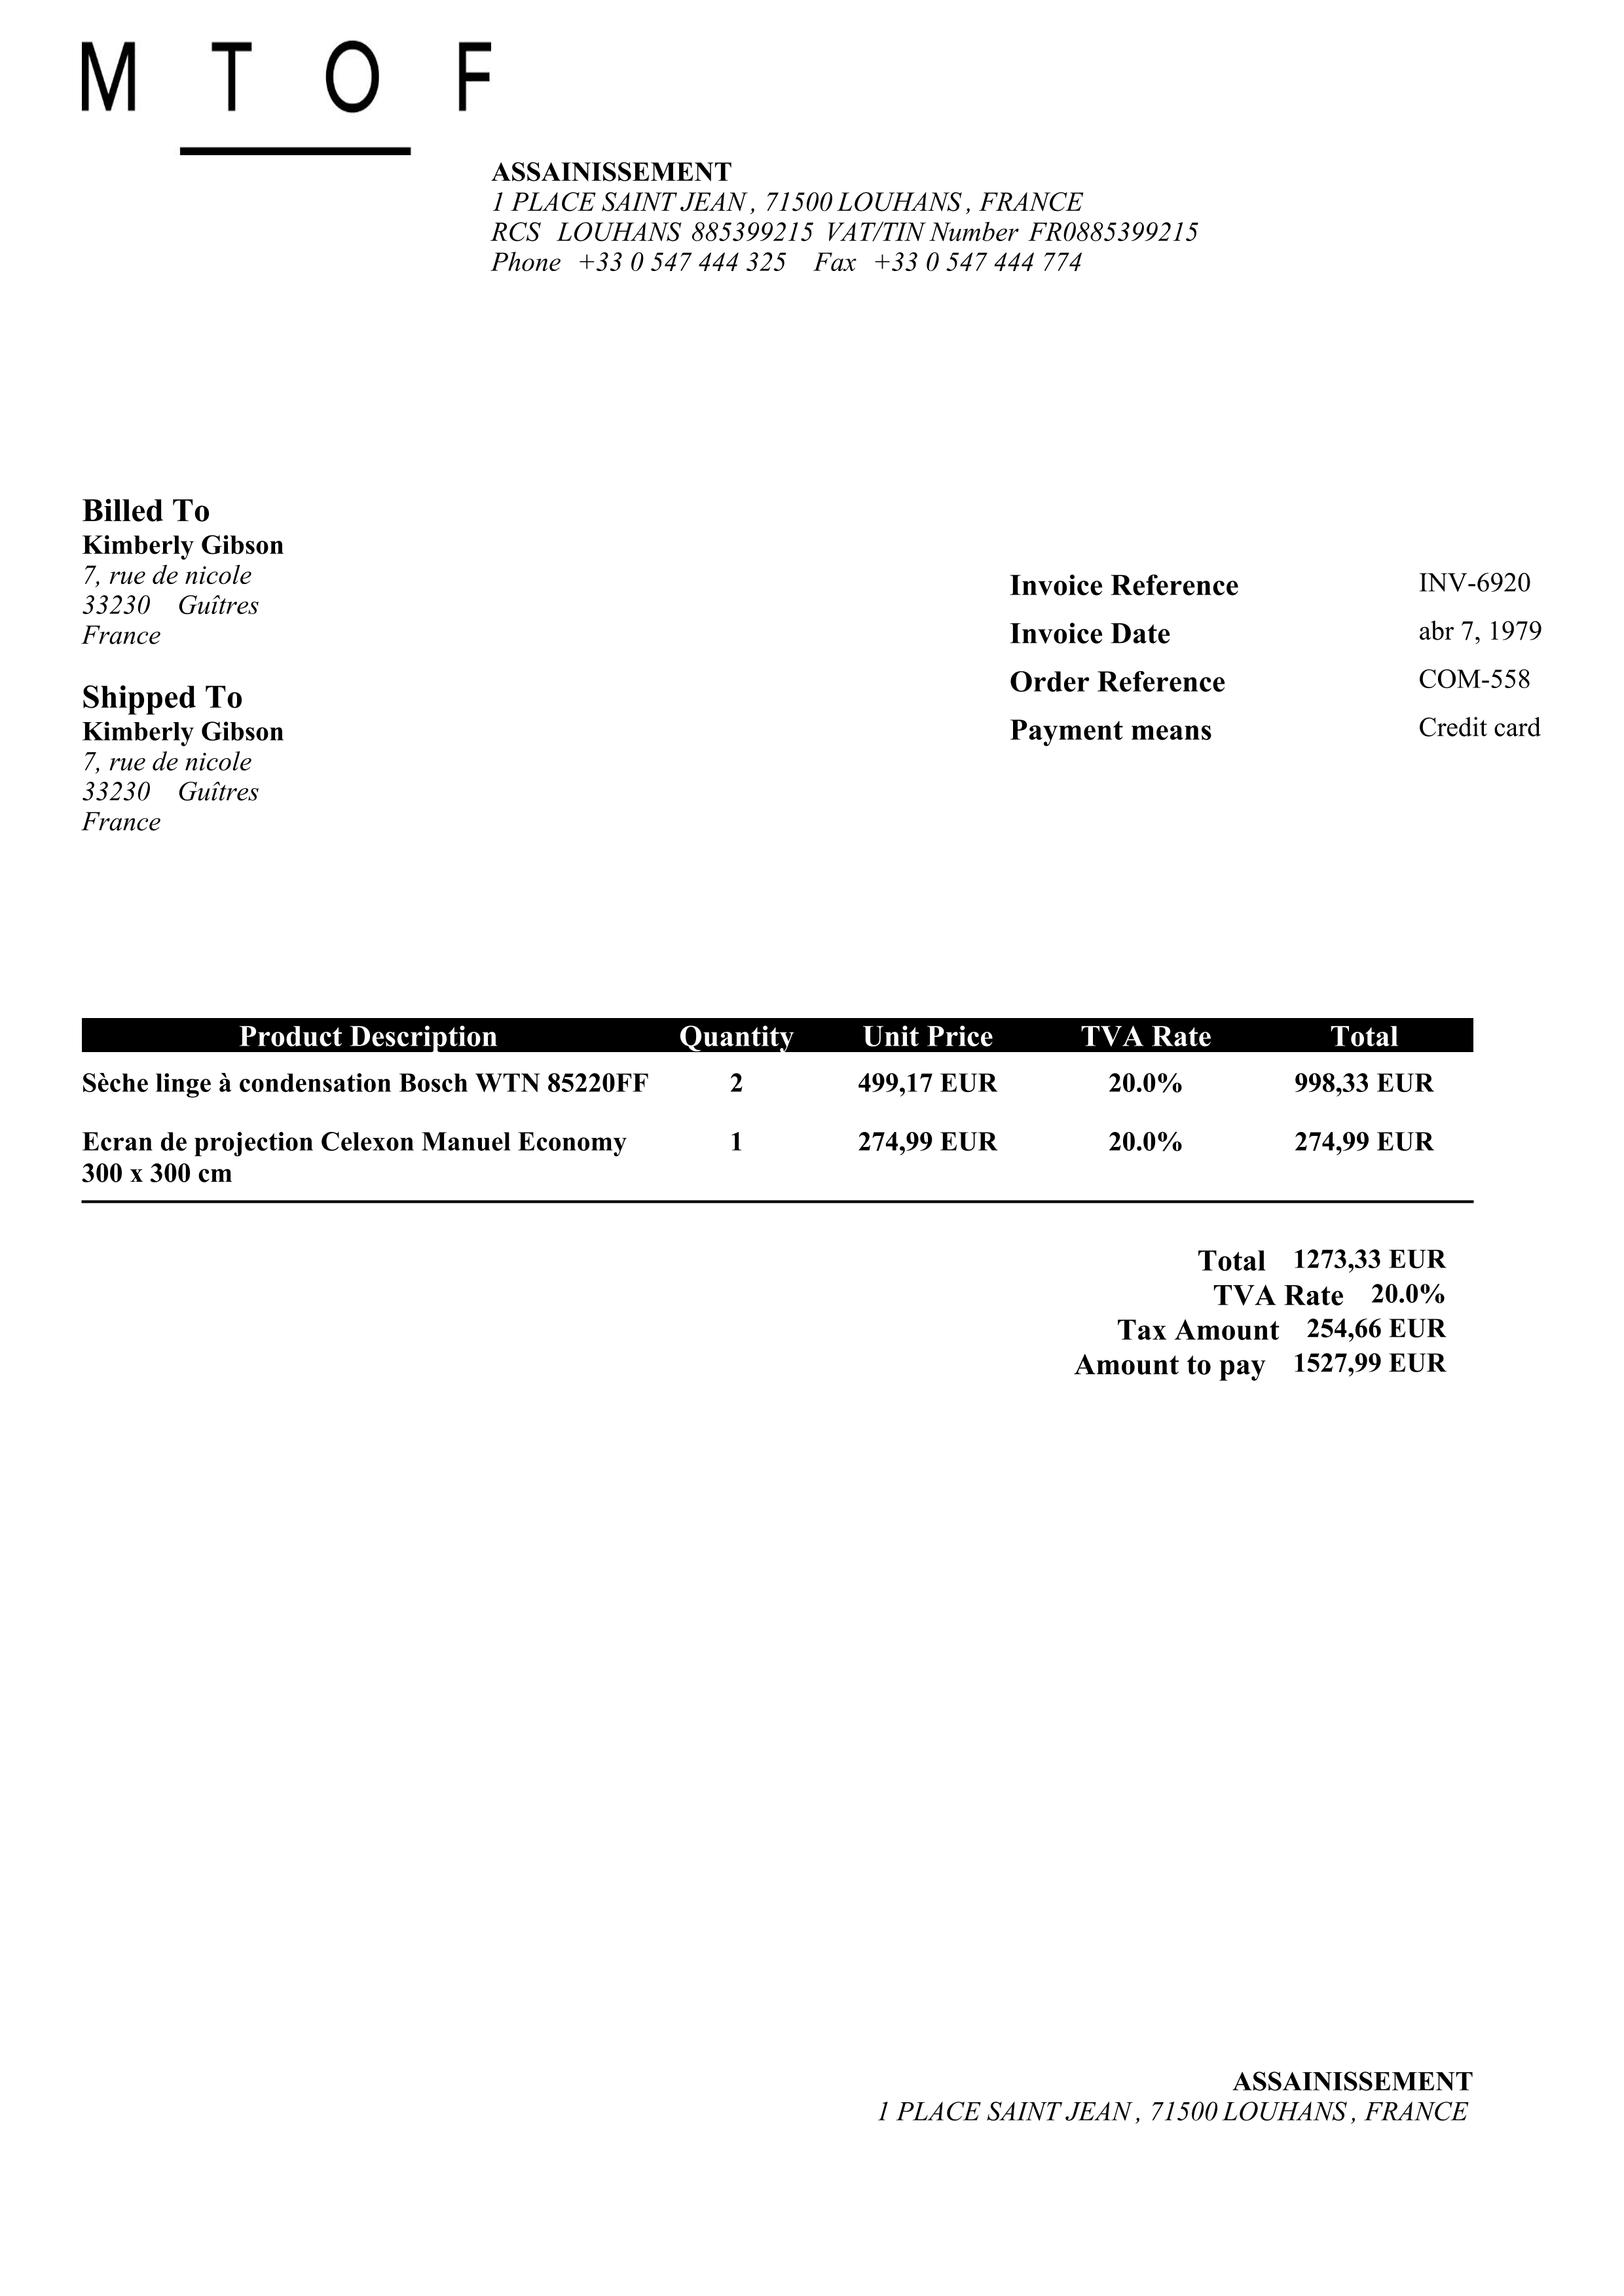 M T O F
ASSAINISSEMENT
1 PLACE SAINT JEAN , 71500 LOUHANS , FRANCE
RCS LOUHANS 885399215 VAT/TIN Number FR0885399215
Phone +33 0 547 444 325 Fax +33 0 547 444 774
Billed To
Kimberly Gibson
7, rue de nicole
33230 Guîtres
France
Invoice Reference INV-6920
Invoice Date abr 7, 1979
Order Reference COM-558
Payment means Credit card
Shipped To
Kimberly Gibson
7, rue de nicole
33230 Guîtres
France
Product Description Quantity Unit Price TVA Rate Total
Sèche linge à condensation Bosch WTN 85220FF 2 499,17 EUR 20.0% 998,33 EUR
Ecran de projection Celexon Manuel Economy 1 274,99 EUR 20.0% 274,99 EUR
300 x 300 cm
Total 1273,33 EUR
TVA Rate 20.0%
Tax Amount 254,66 EUR
Amount to pay 1527,99 EUR
ASSAINISSEMENT
1 PLACE SAINT JEAN , 71500 LOUHANS , FRANCE